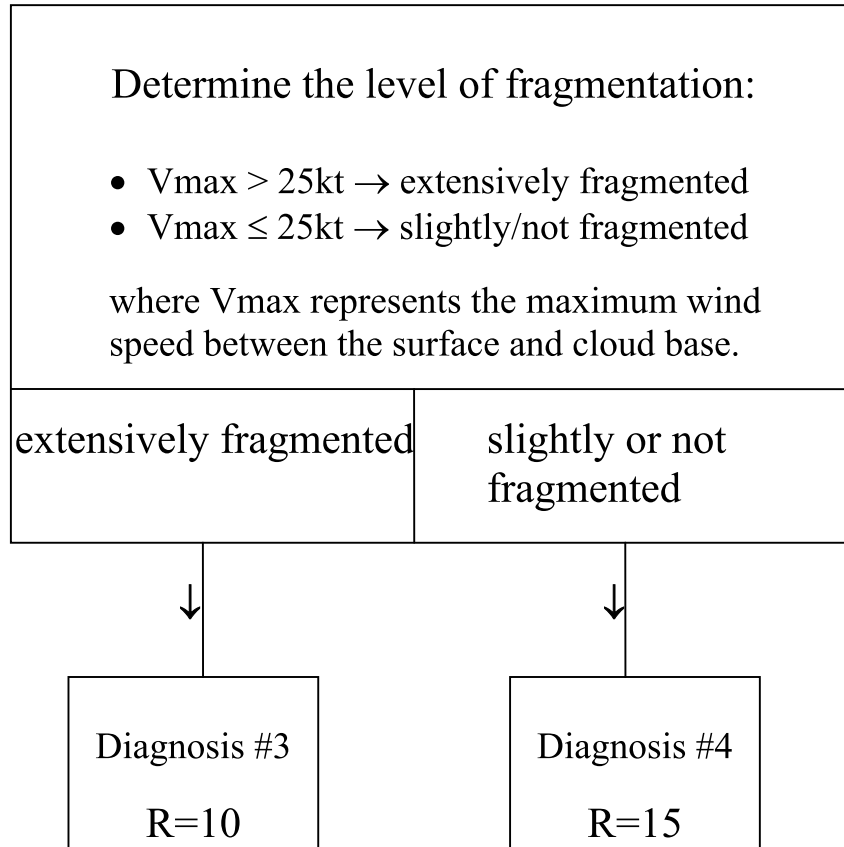 Determine the level of fragmentation:
• Vmax > 25kt → extensively fragmented
• Vmax ≤ 25kt → slightly/not fragmented
where Vmax represents the maximum wind
speed between the surface and cloud base.
extensively fragmented
slightly or not
fragmented
↓
↓
Diagnosis #3
R=10
Diagnosis #4
R=15